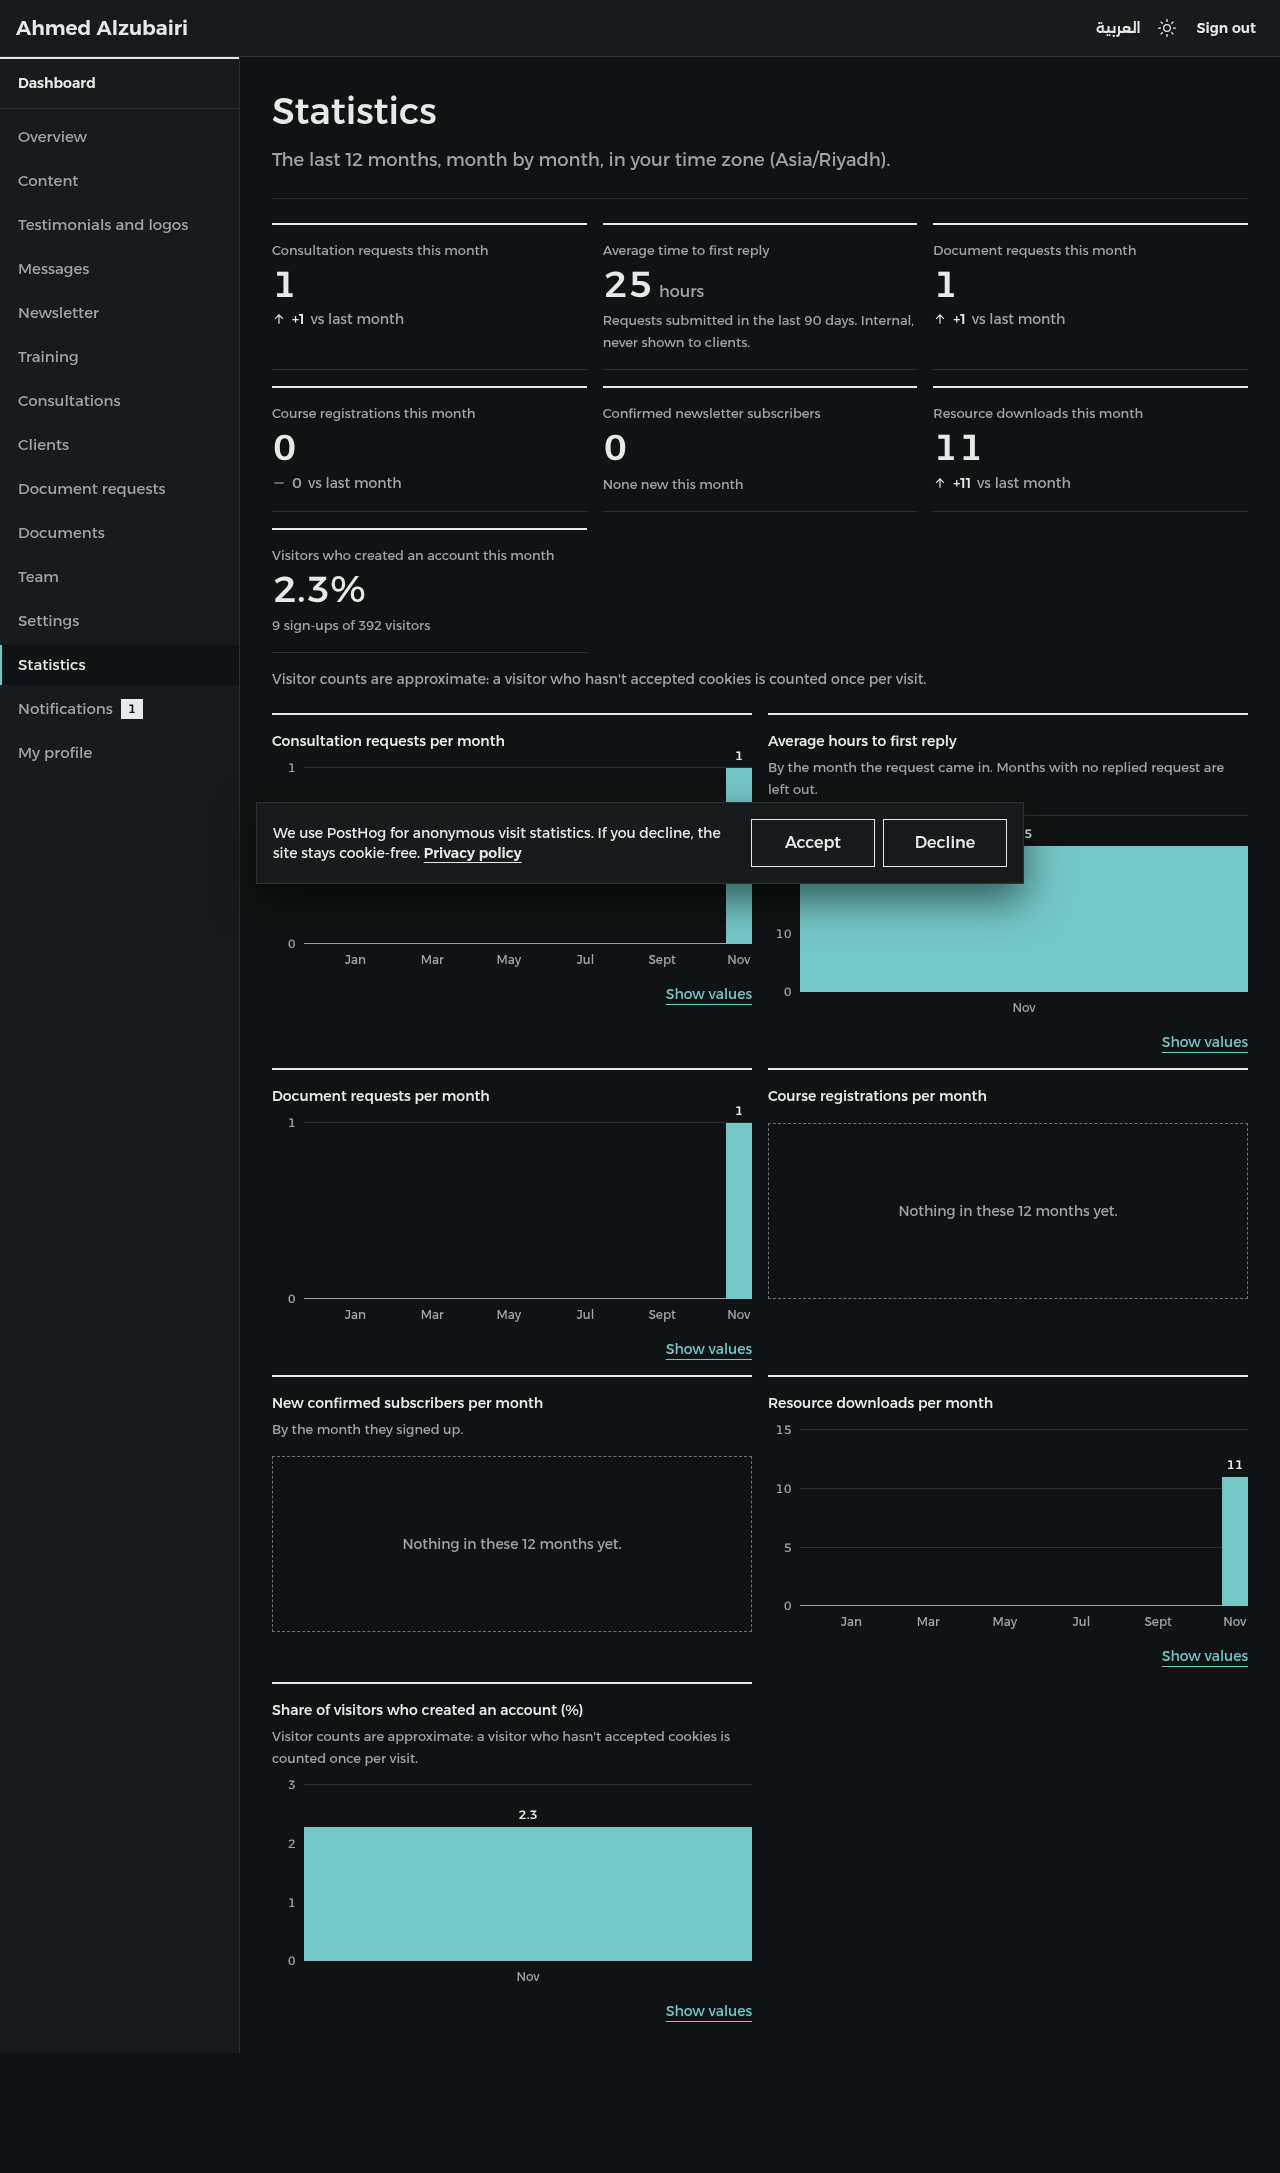 Ahmed Alzubairi
العربية
Sign out
Dashboard
Overview
Content
Testimonials and logos
Messages
Newsletter
Training
Consultations
Clients
Document requests
Documents
Team
Settings
Statistics
Notifications 1
My profile
Statistics
The last 12 months, month by month, in your time zone (Asia/Riyadh).
Consultation requests this month
1
↑ +1 vs last month
Average time to first reply
25 hours
Requests submitted in the last 90 days. Internal,
never shown to clients.
Document requests this month
1
↑ +1 vs last month
Course registrations this month
0
— 0 vs last month
Confirmed newsletter subscribers
0
None new this month
Resource downloads this month
11
↑ +11 vs last month
Visitors who created an account this month
2.3%
9 sign-ups of 392 visitors
Visitor counts are approximate: a visitor who hasn't accepted cookies is counted once per visit.
Consultation requests per month
1
1
0
Jan Mar May Jul Sept Nov
Show values
Average hours to first reply
By the month the request came in. Months with no replied request are
left out.
5
10
0
Nov
Show values
We use PostHog for anonymous visit statistics. If you decline, the
site stays cookie-free. Privacy policy
Accept
Decline
Document requests per month
1
1
0
Jan Mar May Jul Sept Nov
Show values
Course registrations per month
Nothing in these 12 months yet.
New confirmed subscribers per month
By the month they signed up.
Nothing in these 12 months yet.
Resource downloads per month
15
11
10
5
0
Jan Mar May Jul Sept Nov
Show values
Share of visitors who created an account (%)
Visitor counts are approximate: a visitor who hasn't accepted cookies is
counted once per visit.
3
2.3
2
1
0
Nov
Show values